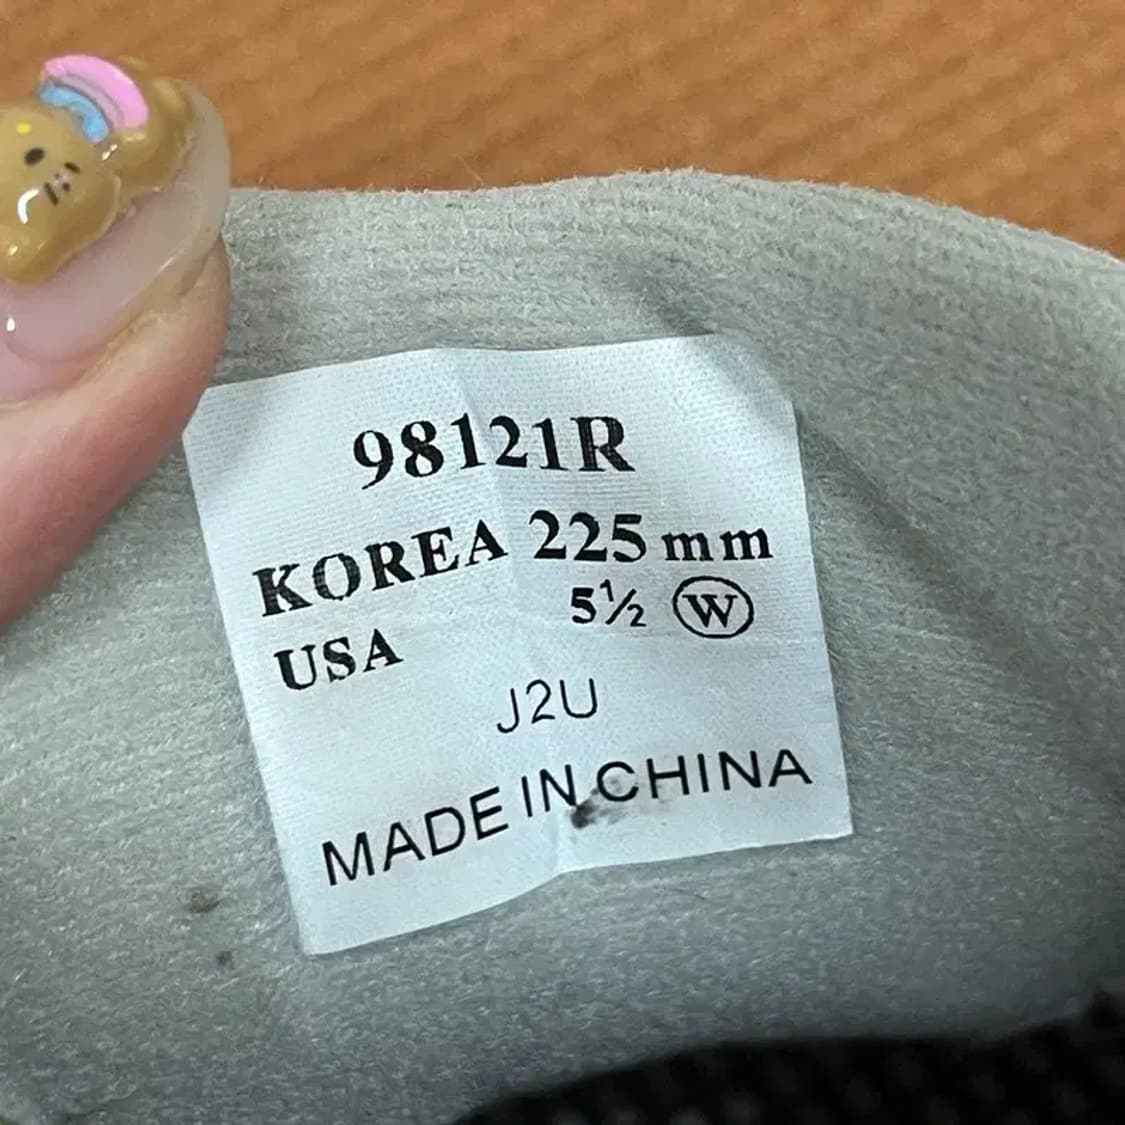 98121R
KOREA 225 mm
USA 5½ W
J2U
MADE IN CHINA